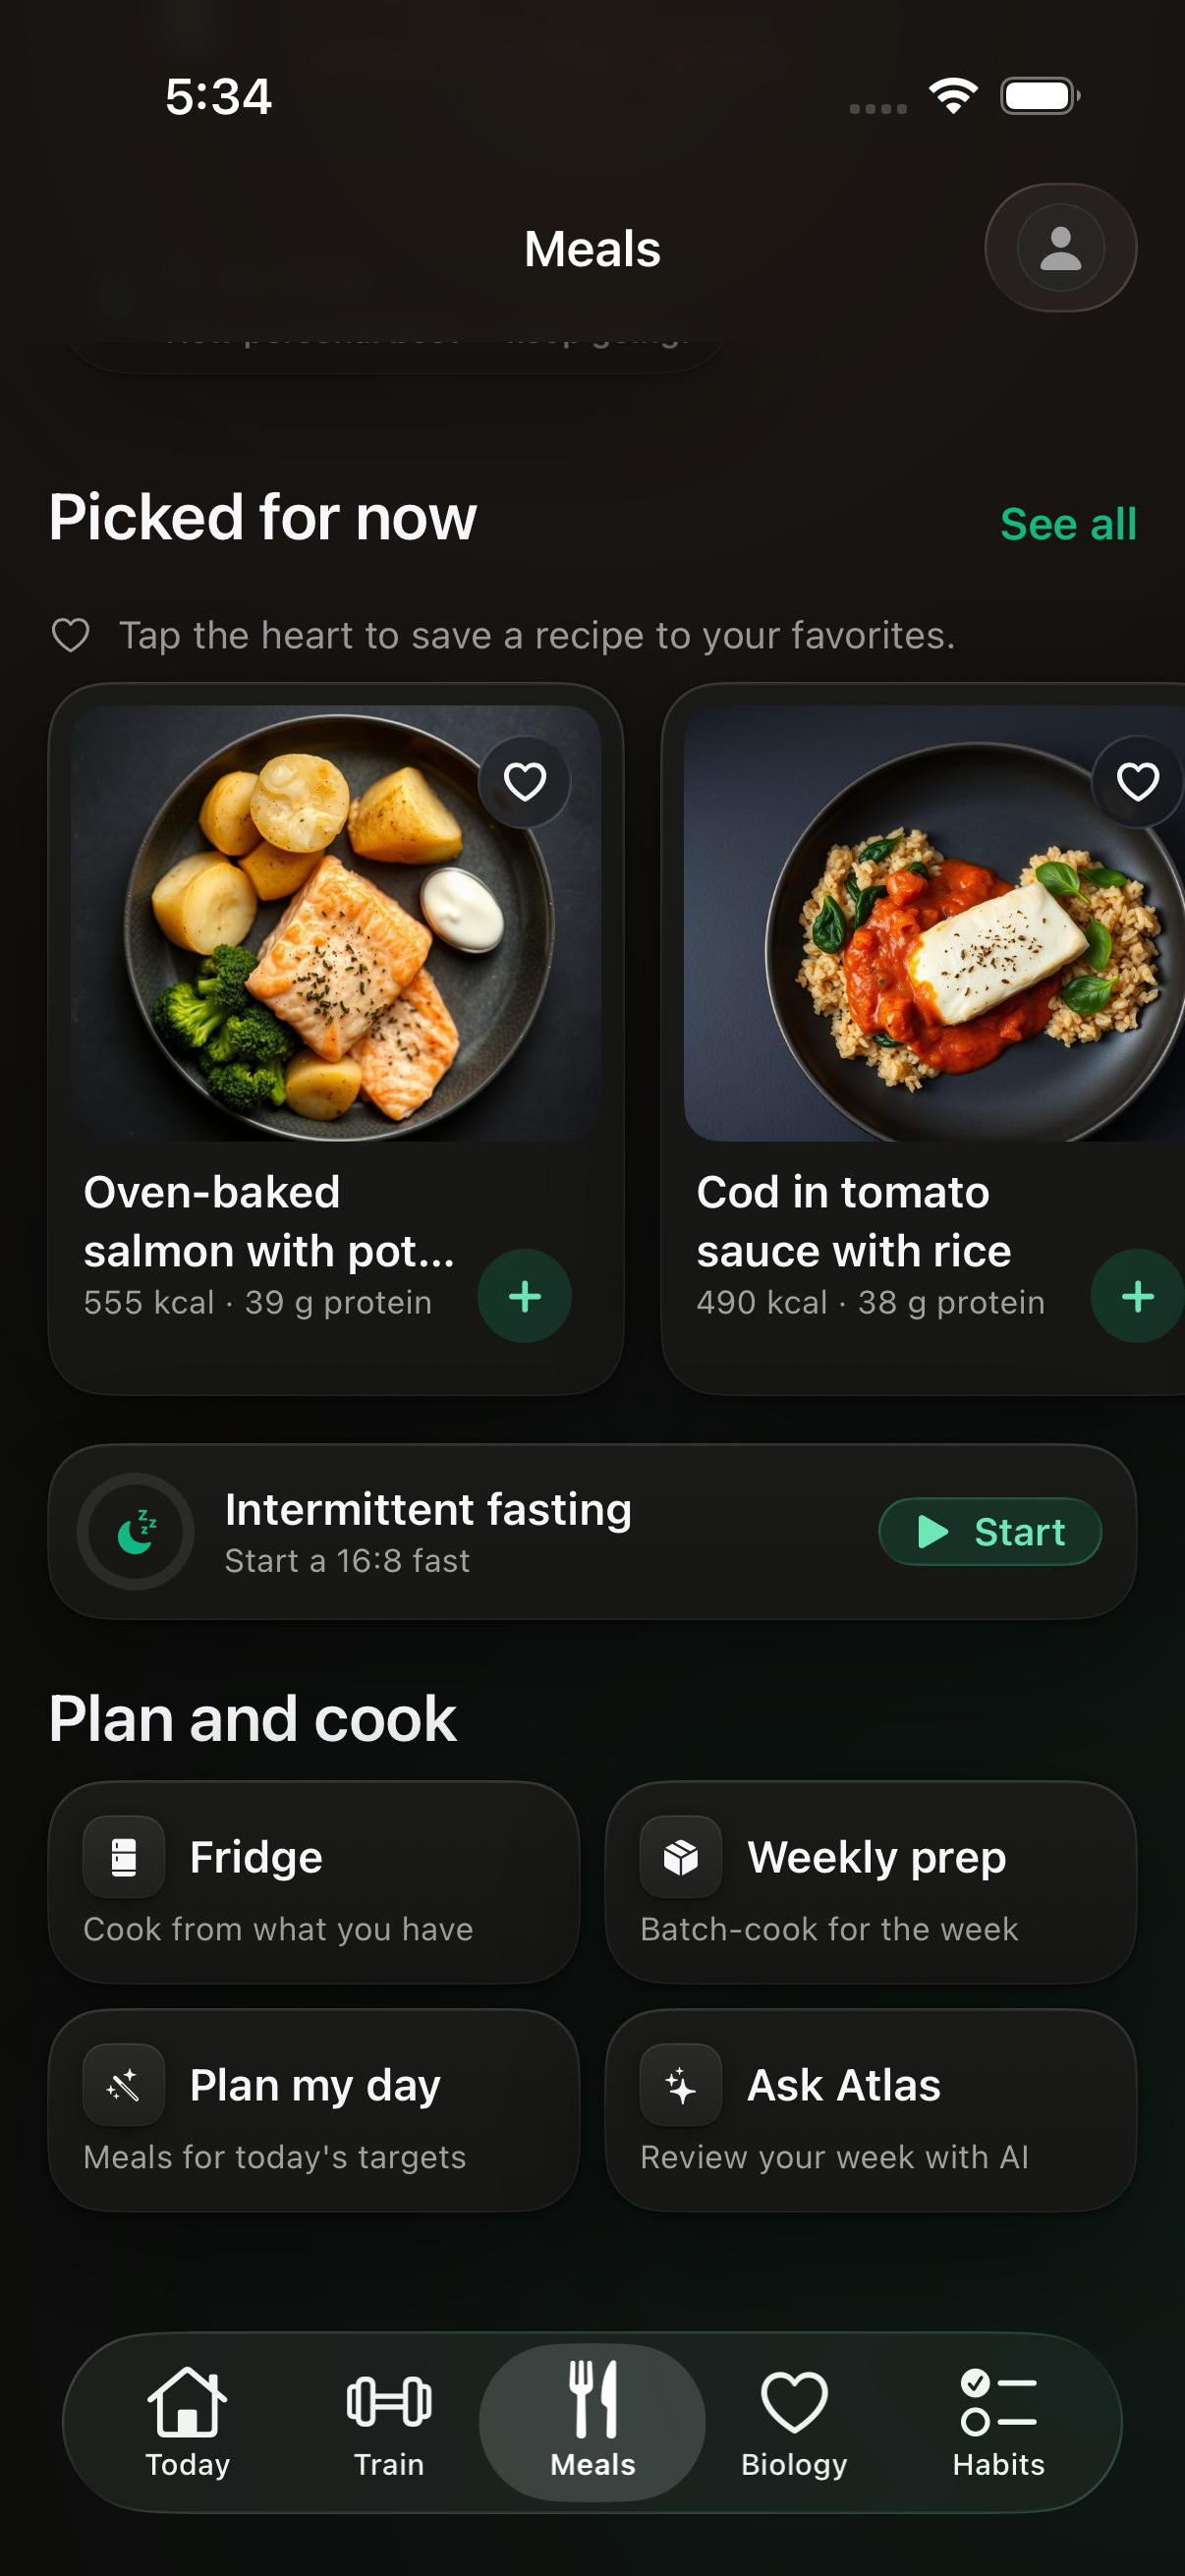 5:34
Meals
Picked for now
See all
Tap the heart to save a recipe to your favorites.
Oven-baked
salmon with pot...
555 kcal · 39 g protein
Cod in tomato
sauce with rice
490 kcal · 38 g protein
Intermittent fasting
Start a 16:8 fast
Start
Plan and cook
Fridge
Cook from what you have
Weekly prep
Batch-cook for the week
Plan my day
Meals for today's targets
Ask Atlas
Review your week with AI
Today
Train
Meals
Biology
Habits